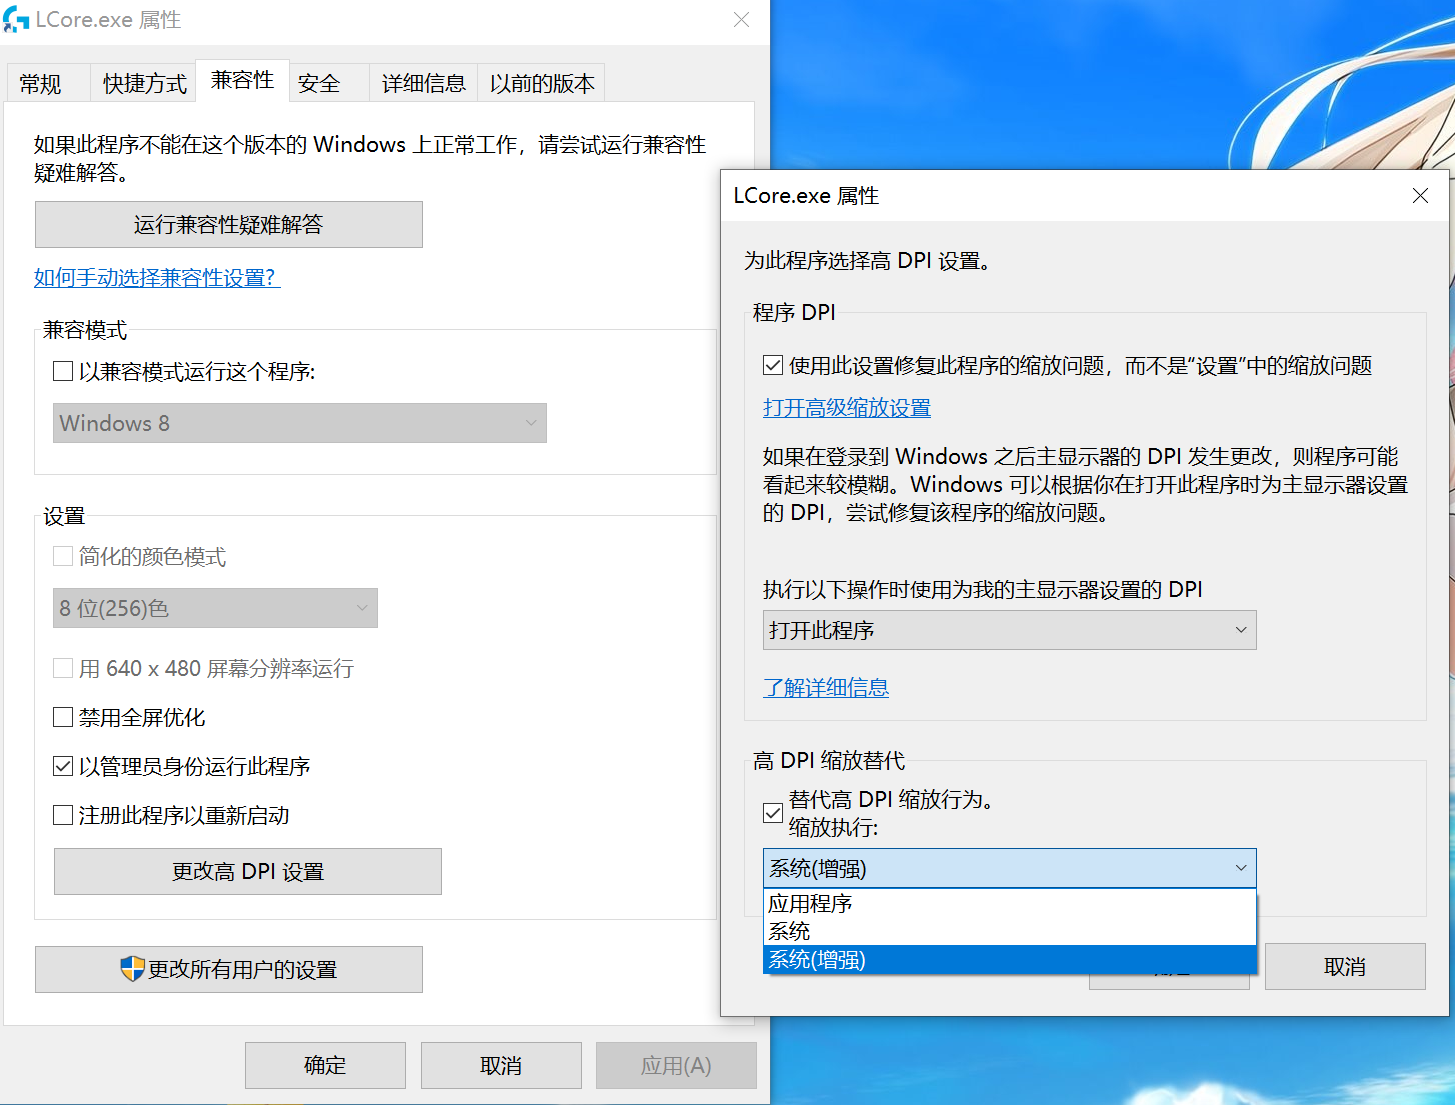 LCore.exe 属性
常规
快捷方式
兼容性
安全
详细信息
以前的版本
如果此程序不能在这个版本的 Windows 上正常工作，请尝试运行兼容性
疑难解答。
运行兼容性疑难解答
如何手动选择兼容性设置?
兼容模式
以兼容模式运行这个程序:
Windows 8
设置
简化的颜色模式
8 位(256)色
用 640 x 480 屏幕分辨率运行
禁用全屏优化
以管理员身份运行此程序
注册此程序以重新启动
更改高 DPI 设置
更改所有用户的设置
确定
取消
应用(A)
LCore.exe 属性
为此程序选择高 DPI 设置。
程序 DPI
使用此设置修复此程序的缩放问题，而不是“设置”中的缩放问题
打开高级缩放设置
如果在登录到 Windows 之后主显示器的 DPI 发生更改，则程序可能
看起来较模糊。Windows 可以根据你在打开此程序时为主显示器设置
的 DPI，尝试修复该程序的缩放问题。
执行以下操作时使用为我的主显示器设置的 DPI
打开此程序
了解详细信息
高 DPI 缩放替代
替代高 DPI 缩放行为。
缩放执行:
系统(增强)
应用程序
系统
系统(增强)
取消